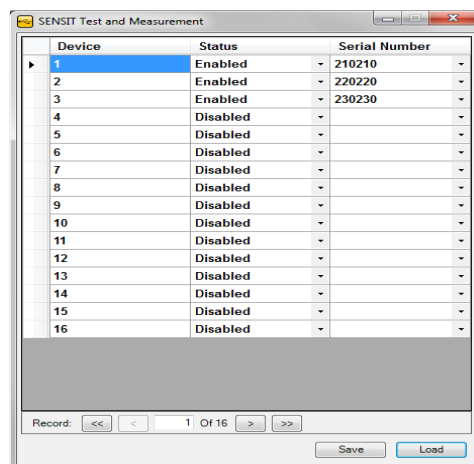 SENSIT Test and Measurement
Device Status Serial Number
1 Enabled 210210
2 Enabled 220220
3 Enabled 230230
4 Disabled
5 Disabled
6 Disabled
7 Disabled
8 Disabled
9 Disabled
10 Disabled
11 Disabled
12 Disabled
13 Disabled
14 Disabled
15 Disabled
16 Disabled
Record: << < 1 Of 16 > >>
Save Load